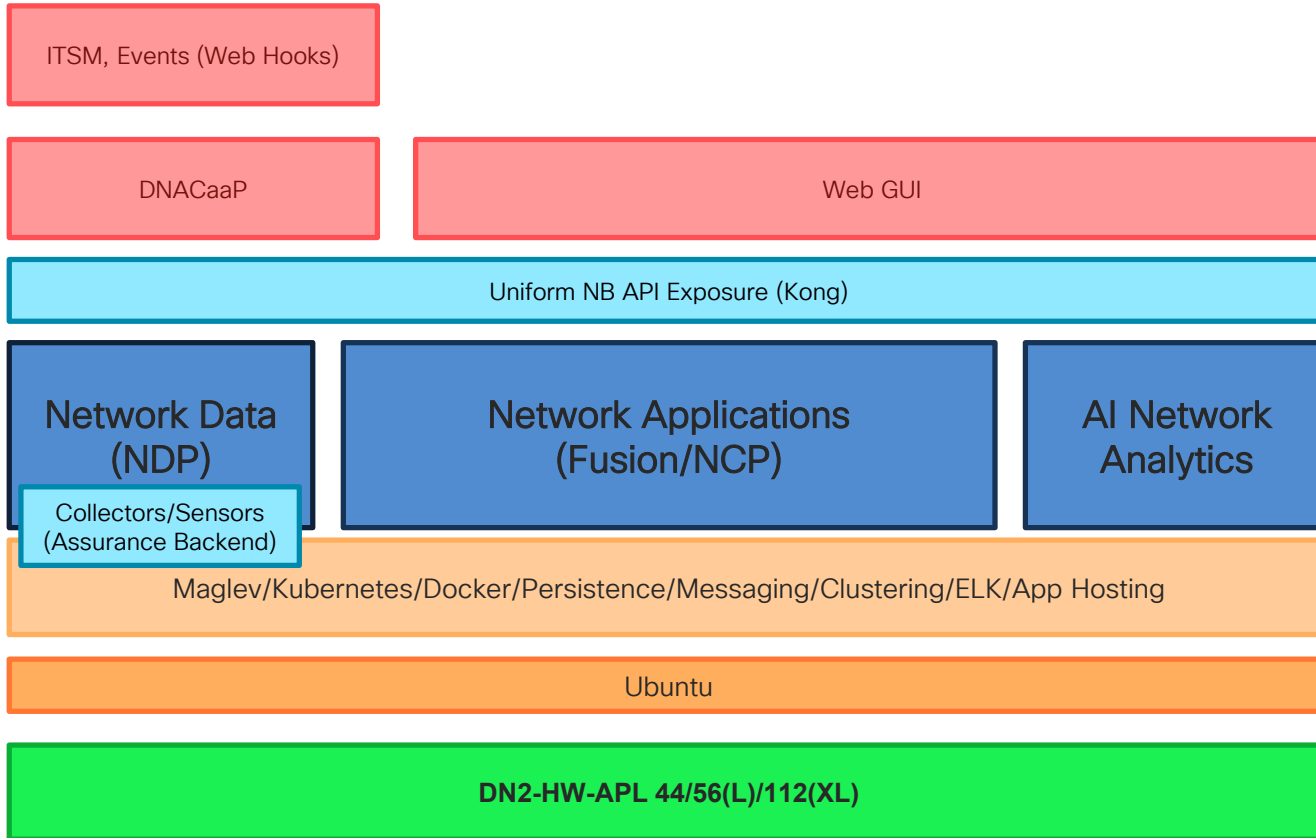 ITSM, Events (Web Hooks)
DNACaaP
Web GUI
Uniform NB API Exposure (Kong)
Network Data
(NDP)
Network Applications
(Fusion/NCP)
AI Network
Analytics
Collectors/Sensors
(Assurance Backend)
Maglev/Kubernetes/Docker/Persistence/Messaging/Clustering/ELK/App Hosting
Ubuntu
DN2-HW-APL 44/56(L)/112(XL)